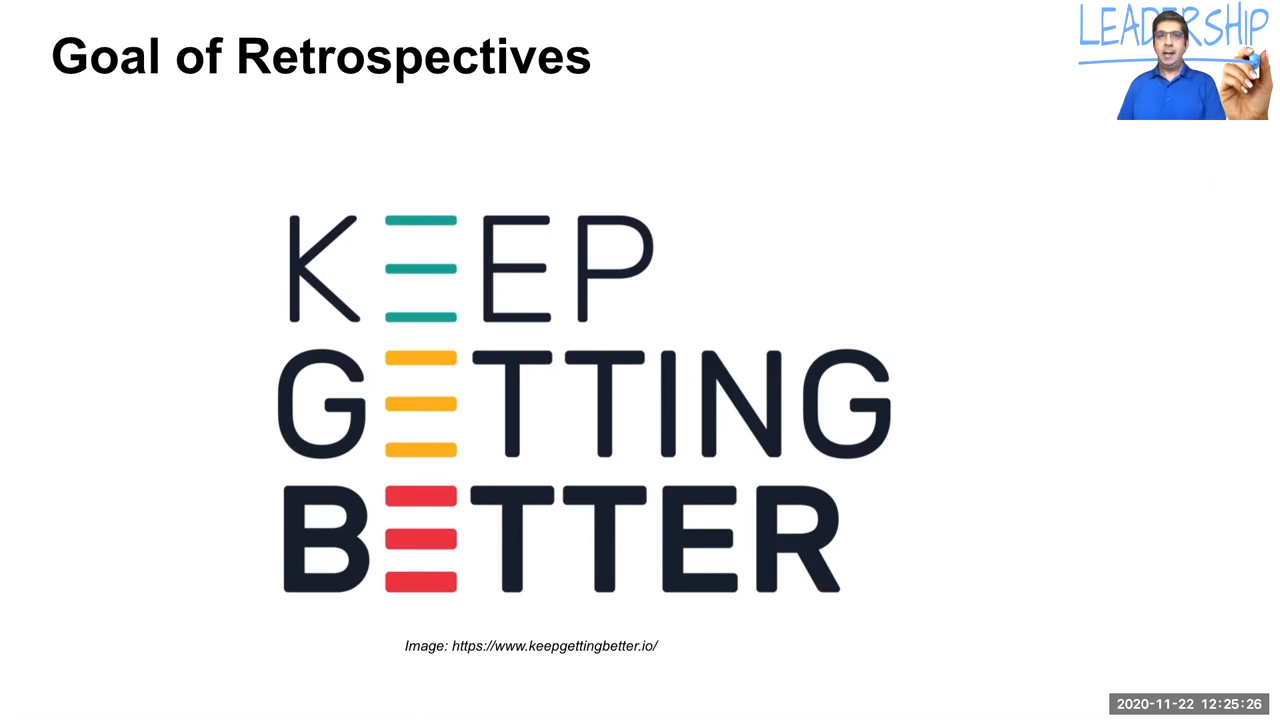 Goal of Retrospectives
LEADERSHIP
KEEP
GETTING
BETTER
Image: https://www.keepgettingbetter.io/
2020-11-22 12:25:26